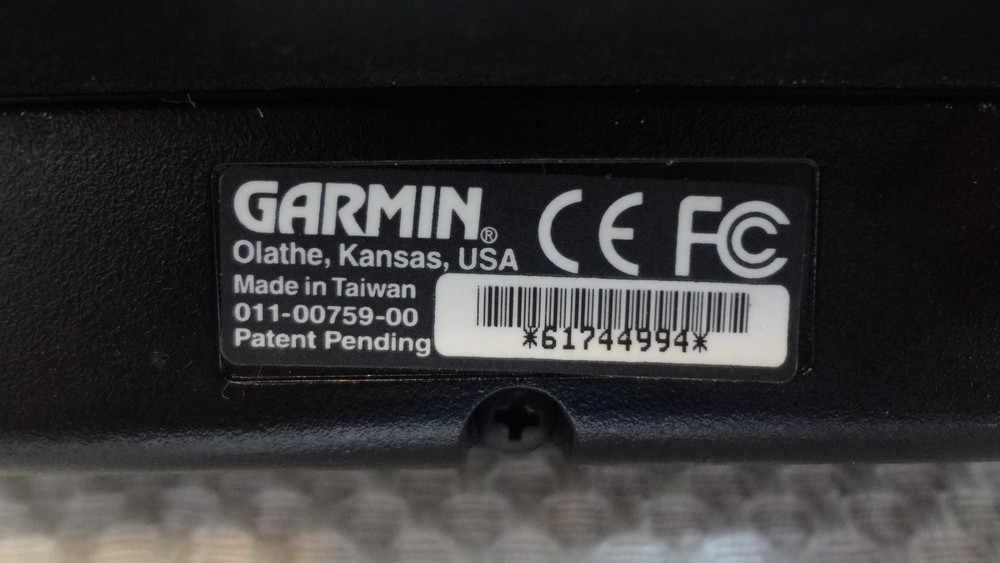 GARMIN®
Olathe, Kansas, USA
CE FC
Made in Taiwan
011-00759-00
Patent Pending
*61744994*